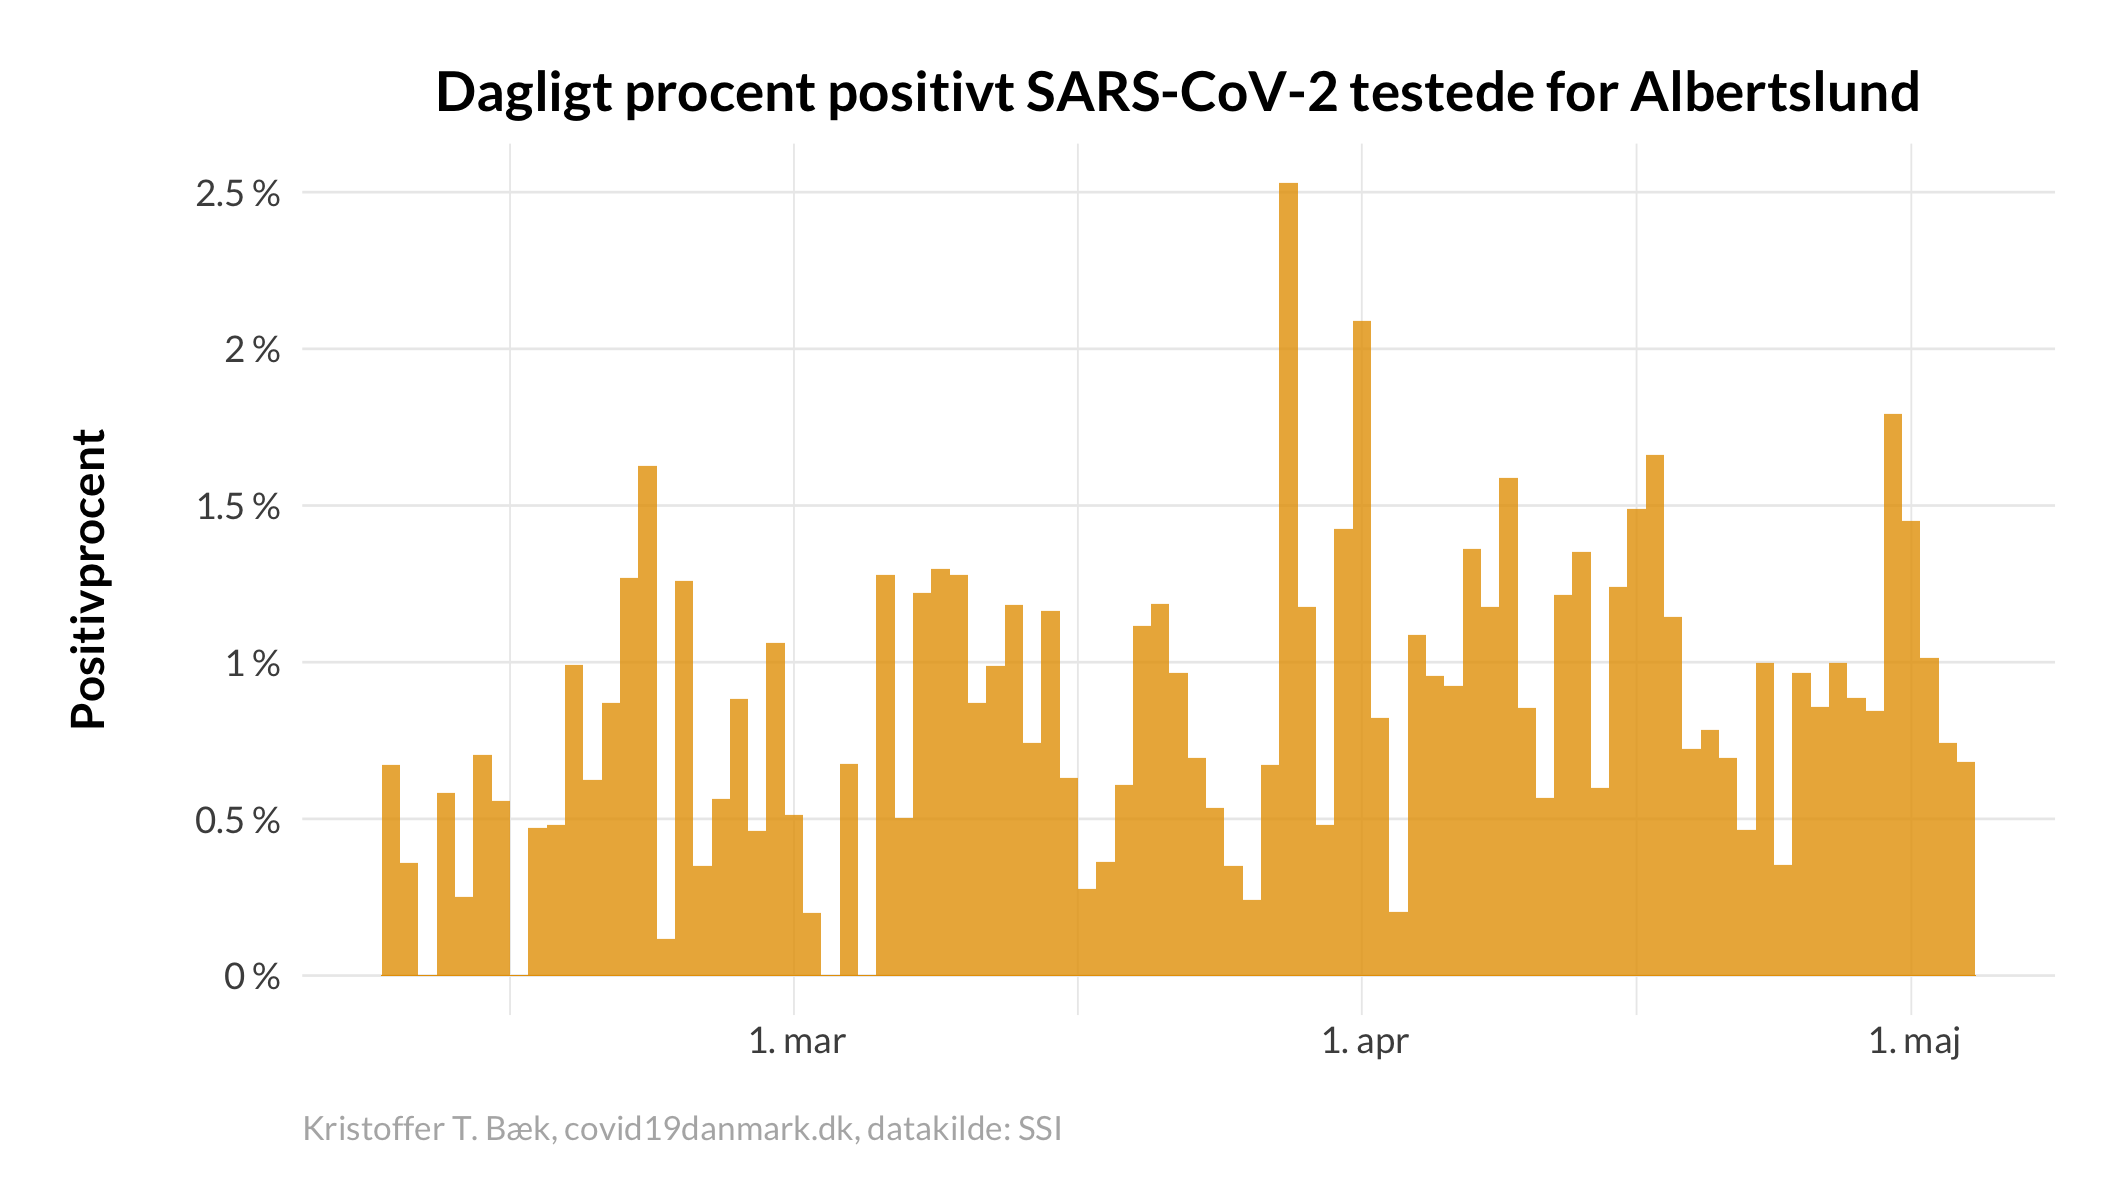 Dagligt procent positivt SARS-CoV-2 testede for Albertslund
Positivprocent
2.5 %
2 %
1.5 %
1 %
0.5 %
0 %
1. mar
1. apr
1. maj
Kristoffer T. Bæk, covid19danmark.dk, datakilde: SSI